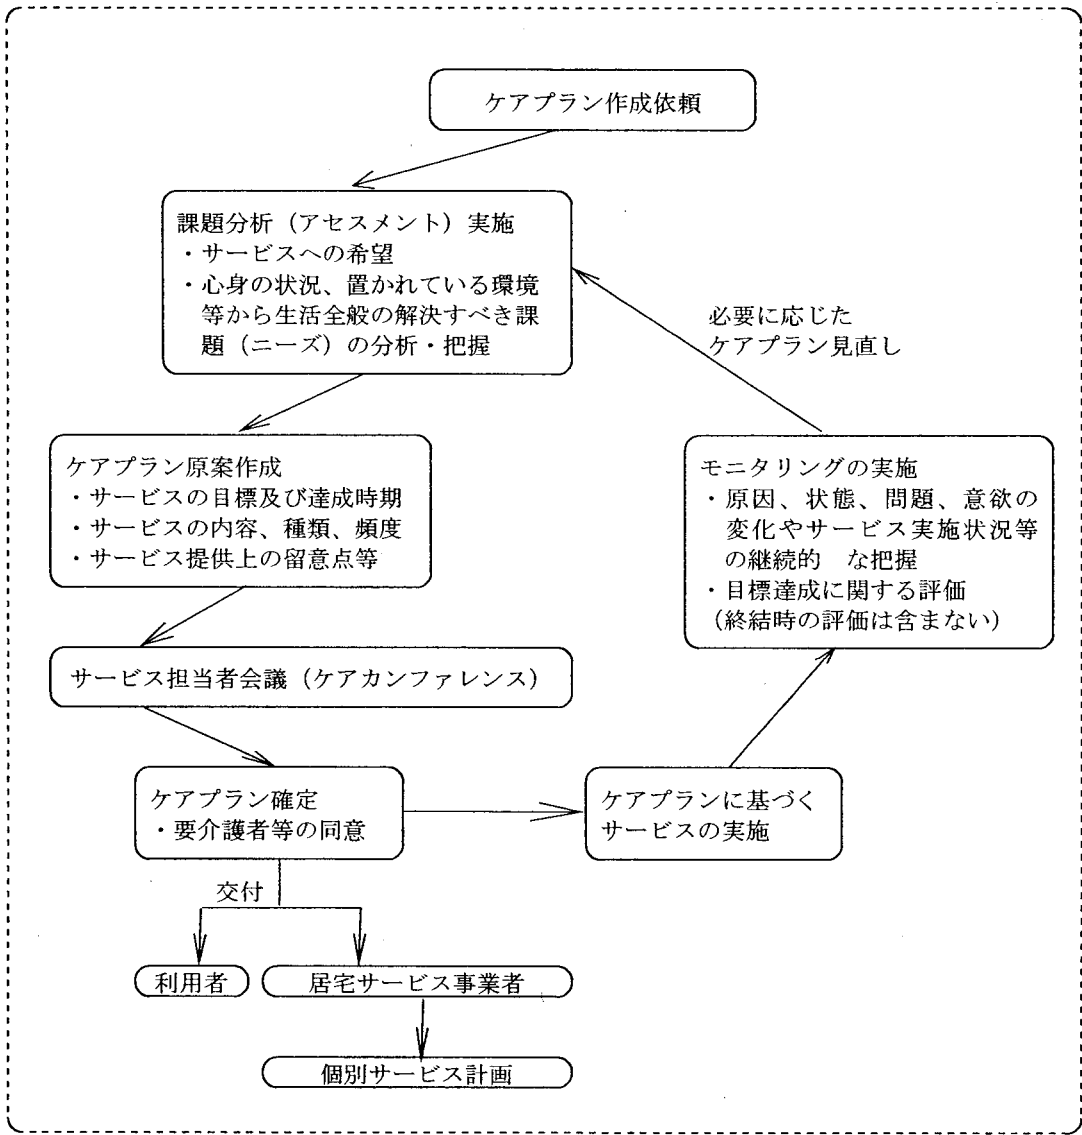 ケアプラン作成依頼
課題分析（アセスメント）実施
・サービスへの希望
・心身の状況、置かれている環境
等から生活全般の解決すべき課
題（ニーズ）の分析・把握
必要に応じた
ケアプラン見直し
ケアプラン原案作成
・サービスの目標及び達成時期
・サービスの内容、種類、頻度
・サービス提供上の留意点等
モニタリングの実施
・原因、状態、問題、意欲の
変化やサービス実施状況等
の継続的　な把握
・目標達成に関する評価
（終結時の評価は含まない）
サービス担当者会議（ケアカンファレンス）
ケアプラン確定
・要介護者等の同意
ケアプランに基づく
サービスの実施
交付
利用者
居宅サービス事業者
個別サービス計画